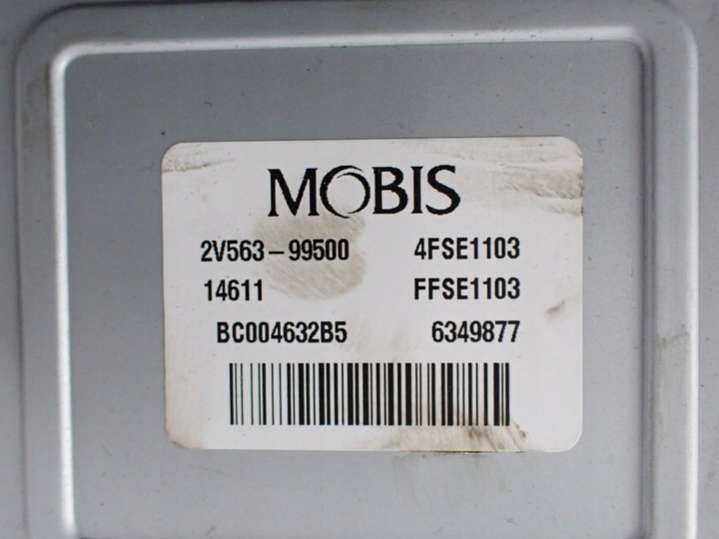 MOBIS
2V563-99500 4FSE1103
14611 FFSE1103
BC004632B5 6349877